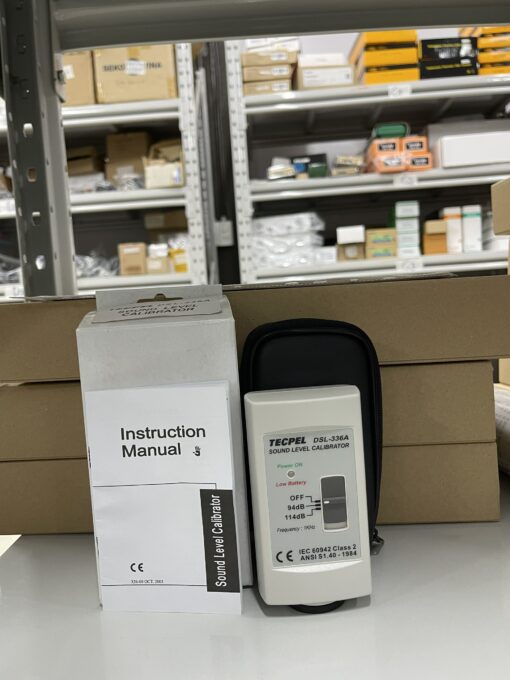 SOUND LEVEL
CALIBRATOR
Instruction
Manual
Sound Level Calibrator
CE
TECPEL DSL-336A
SOUND LEVEL CALIBRATOR
Power ON
Low Battery
OFF
94dB
114dB
Frequency : 1KHz
CE IEC 60942 Class 2
ANSI S1.40 - 1984